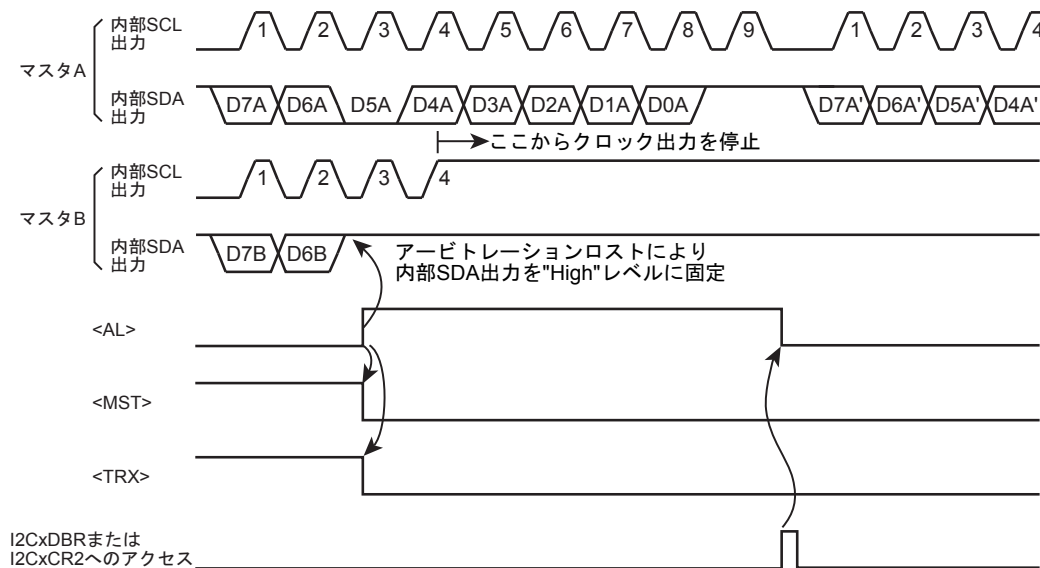 マスタA
内部SCL
出力
1 2 3 4 5 6 7 8 9 1 2 3 4
内部SDA
出力
D7A D6A D5A D4A D3A D2A D1A D0A D7A' D6A' D5A' D4A'
ここからクロック出力を停止
マスタB
内部SCL
出力
1 2 3 4
内部SDA
出力
D7B D6B
アービトレーションロストにより
内部SDA出力を"High"レベルに固定
<AL>
<MST>
<TRX>
I2CxDBRまたは
I2CxCR2へのアクセス